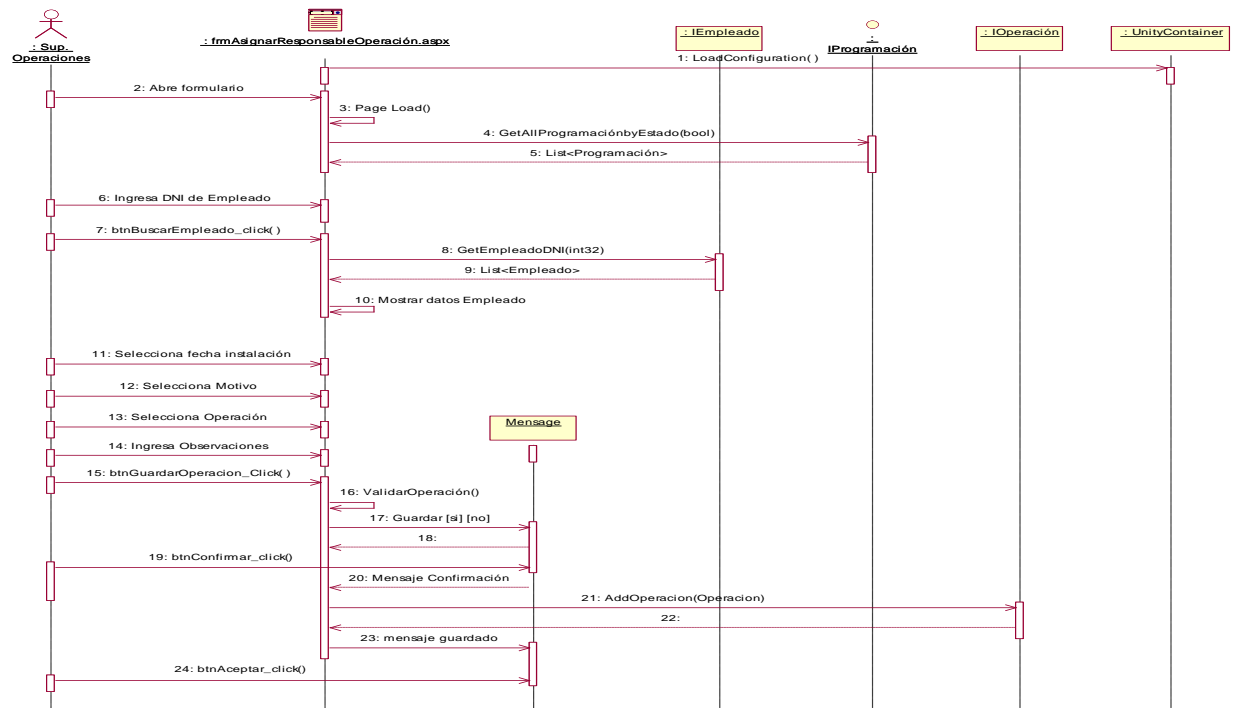 : Sup.
Operaciones
: frmAsignarResponsableOperación.aspx
: IEmpleado
:
IProgramación
: IOperación
: UnityContainer
1: LoadConfiguration( )
2: Abre formulario
3: Page Load()
4: GetAllProgramaciónbyEstado(bool)
5: List<Programación>
6: Ingresa DNI de Empleado
7: btnBuscarEmpleado_click( )
8: GetEmpleadoDNI(int32)
9: List<Empleado>
10: Mostrar datos Empleado
11: Selecciona fecha instalación
12: Selecciona Motivo
13: Selecciona Operación
Mensage
14: Ingresa Observaciones
15: btnGuardarOperacion_Click( )
16: ValidarOperación()
17: Guardar [si] [no]
18:
19: btnConfirmar_click()
20: Mensaje Confirmación
21: AddOperacion(Operacion)
22:
23: mensaje guardado
24: btnAceptar_click()